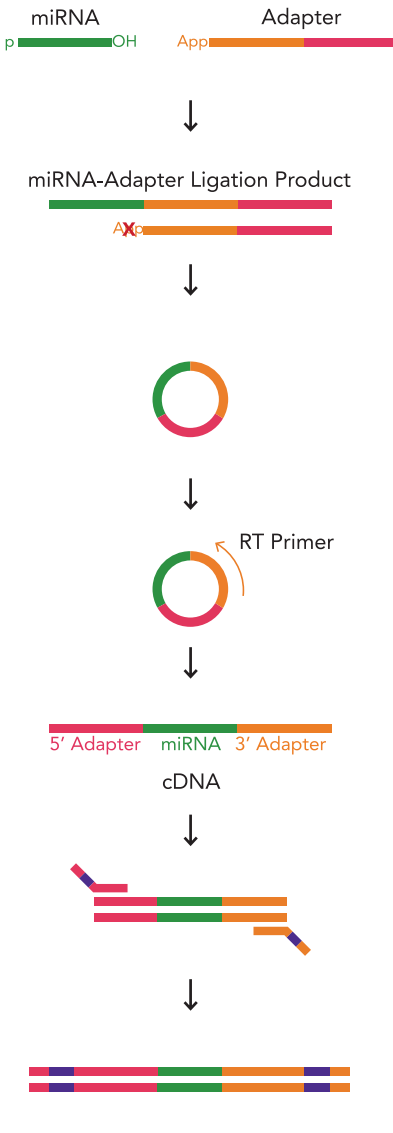 miRNA
Adapter
p
OH
App
miRNA-Adapter Ligation Product
App
X
RT Primer
5’ Adapter
miRNA
3’ Adapter
cDNA